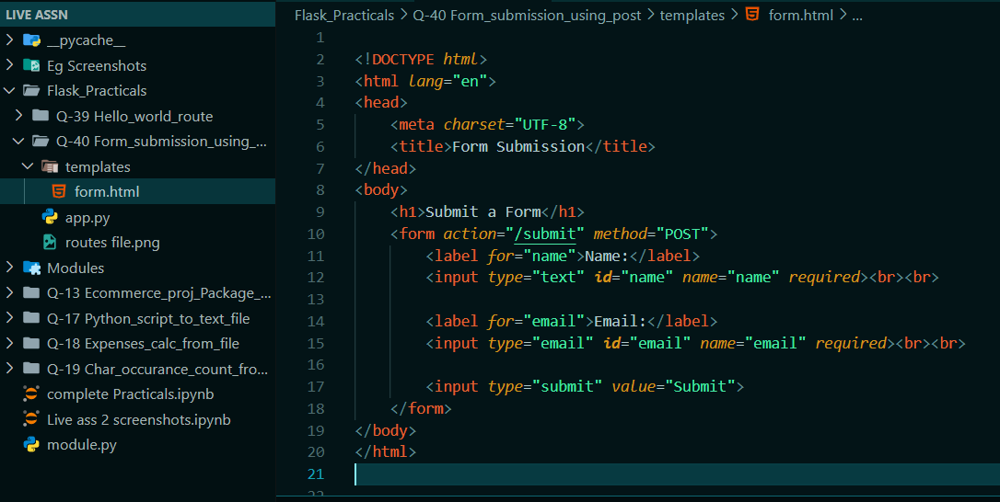 LIVE ASSN
__pycache__
Eg Screenshots
Flask_Practicals
Q-39 Hello_world_route
Q-40 Form_submission_using_...
templates
form.html
app.py
routes file.png
Modules
Q-13 Ecommerce_proj_Package_...
Q-17 Python_script_to_text_file
Q-18 Expenses_calc_from_file
Q-19 Char_occurance_count_fro...
complete Practicals.ipynb
Live ass 2 screenshots.ipynb
module.py
Flask_Practicals > Q-40 Form_submission_using_post > templates > form.html > ...
1
2 <!DOCTYPE html>
3 <html lang="en">
4 <head>
5     <meta charset="UTF-8">
6     <title>Form Submission</title>
7 </head>
8 <body>
9     <h1>Submit a Form</h1>
10     <form action="/submit" method="POST">
11         <label for="name">Name:</label>
12         <input type="text" id="name" name="name" required><br><br>
13
14         <label for="email">Email:</label>
15         <input type="email" id="email" name="email" required><br><br>
16
17         <input type="submit" value="Submit">
18     </form>
19 </body>
20 </html>
21
22